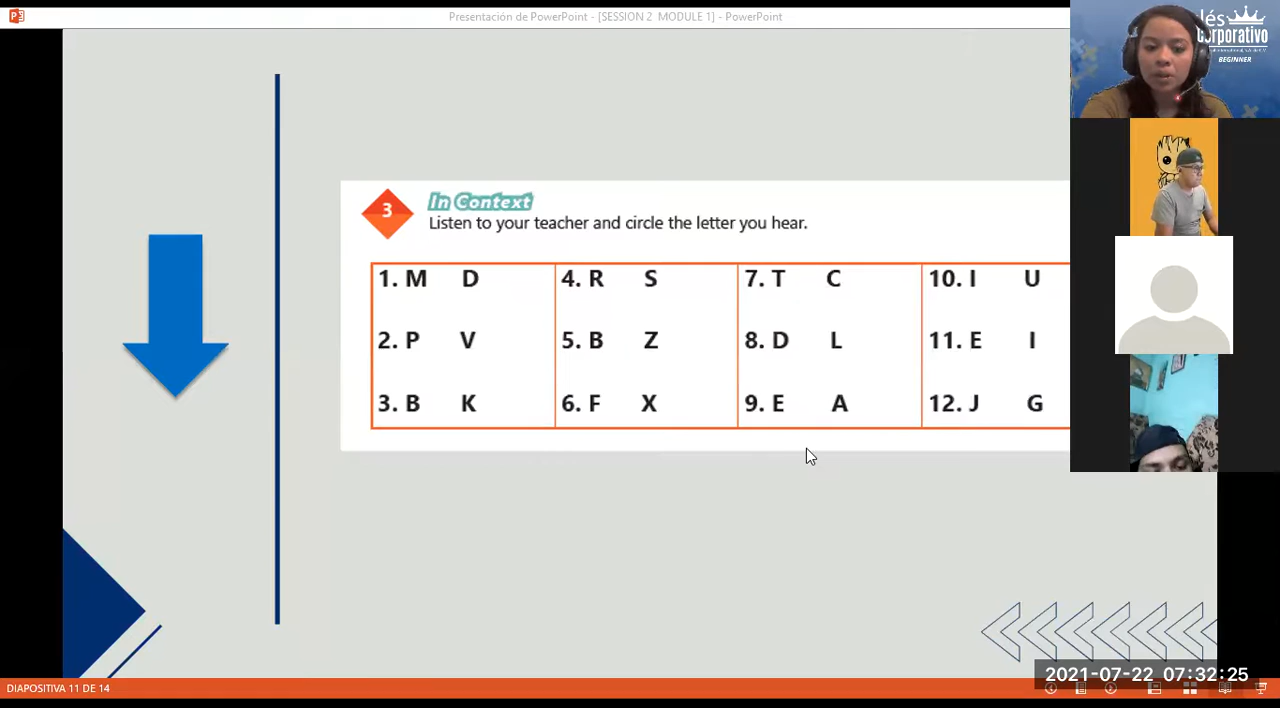 Presentación de PowerPoint - [SESSION 2 MODULE 1] - PowerPoint
lés
Corporativo
BEGINNER
3
In Context
Listen to your teacher and circle the letter you hear.
1. M D 4. R S 7. T C 10. I U
2. P V 5. B Z 8. D L 11. E I
3. B K 6. F X 9. E A 12. J G
2021-07-22 07:32:25
DIAPOSITIVA 11 DE 14